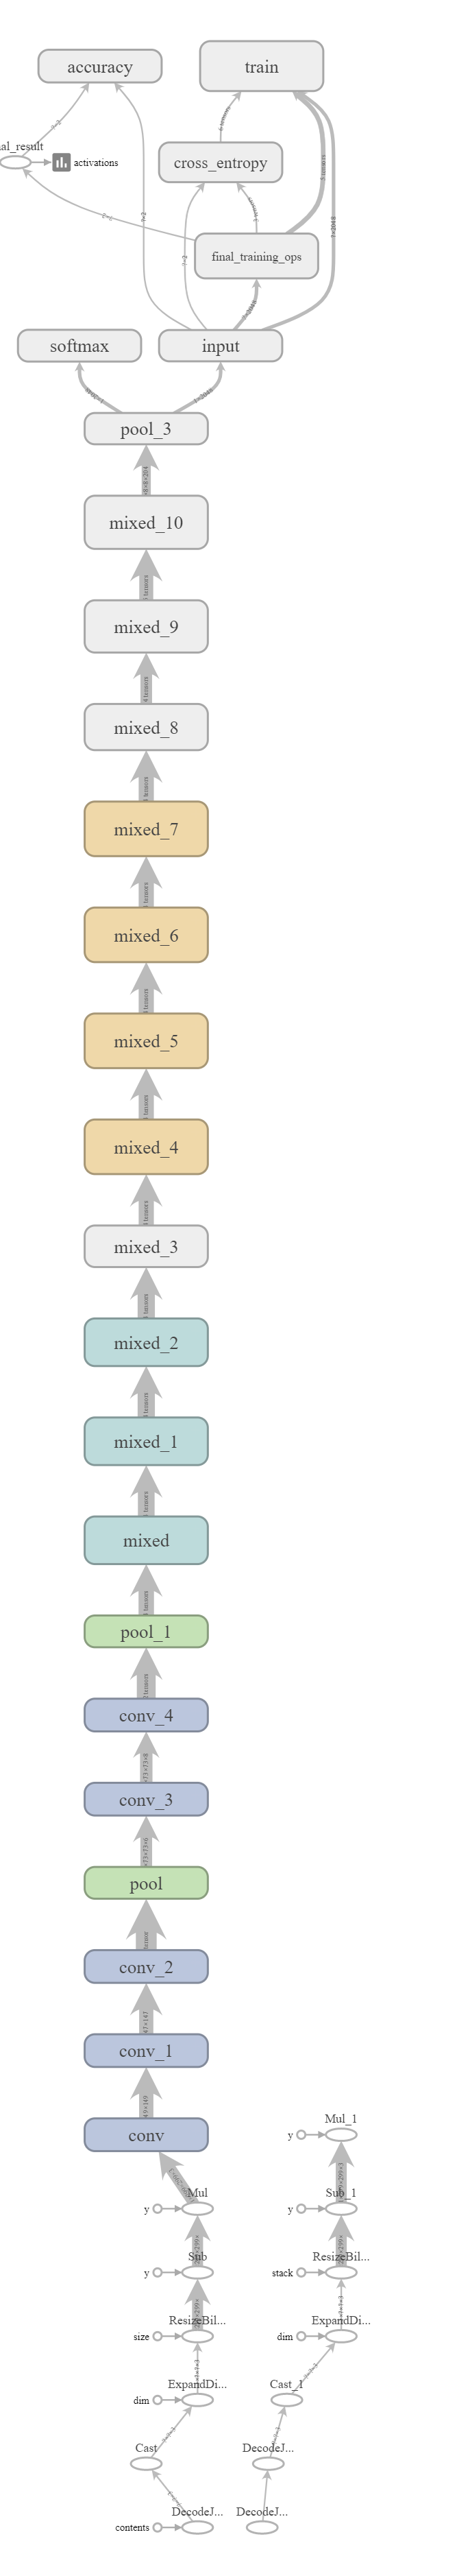 accuracy
train
cross_entropy
al_result
activations
final_training_ops
softmax
input
pool_3
mixed_10
mixed_9
mixed_8
mixed_7
mixed_6
mixed_5
mixed_4
mixed_3
mixed_2
mixed_1
mixed
pool_1
conv_4
conv_3
pool
conv_2
conv_1
conv
Mul_1
y
Mul
Sub_1
y
y
Sub
ResizeBil...
y
stack
ResizeBil...
ExpandDi...
size
dim
ExpandDi...
Cast_1
dim
Cast
DecodeJ...
DecodeJ...
DecodeJ...
contents